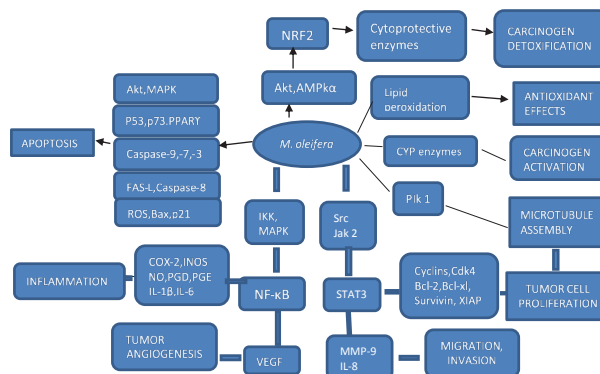 NRF2
Cytoprotective
enzymes
CARCINOGEN
DETOXIFICATION
Akt,MAPK
Akt,AMPkα
Lipid
peroxidation
ANTIOXIDANT
EFFECTS
P53,p73.PPARY
APOPTOSIS
Caspase-9,-7,-3
M. oleifera
CYP enzymes
CARCINOGEN
ACTIVATION
FAS-L,Caspase-8
ROS,Bax,p21
Plk 1
IKK,
MAPK
Src
Jak 2
MICROTUBULE
ASSEMBLY
INFLAMMATION
COX-2,INOS
NO,PGD,PGE
IL-1β,IL-6
NF-κB
STAT3
Cyclins,Cdk4
Bcl-2,Bcl-xl,
Survivin, XIAP
TUMOR CELL
PROLIFERATION
TUMOR
ANGIOGENESIS
VEGF
MMP-9
IL-8
MIGRATION,
INVASION